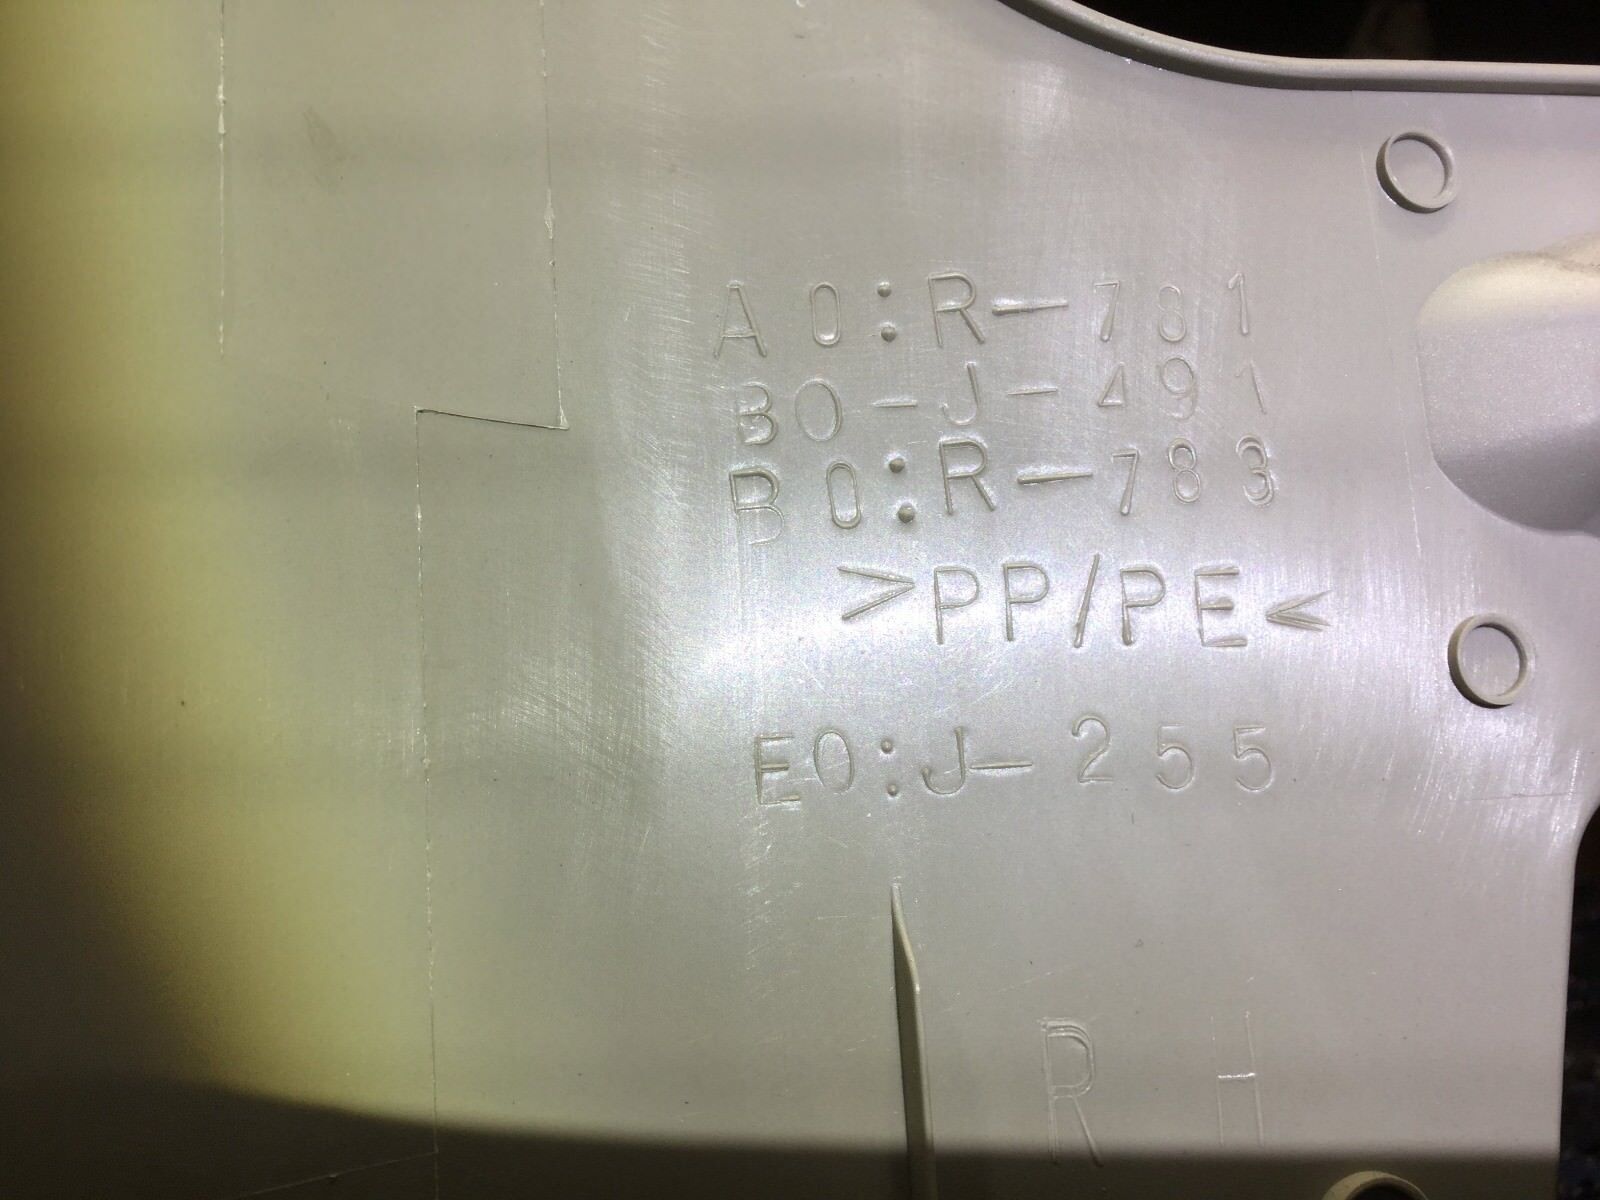 A0:R-781
B0-J-491
B0:R-783
>PP/PE<
E0:J-255
RH